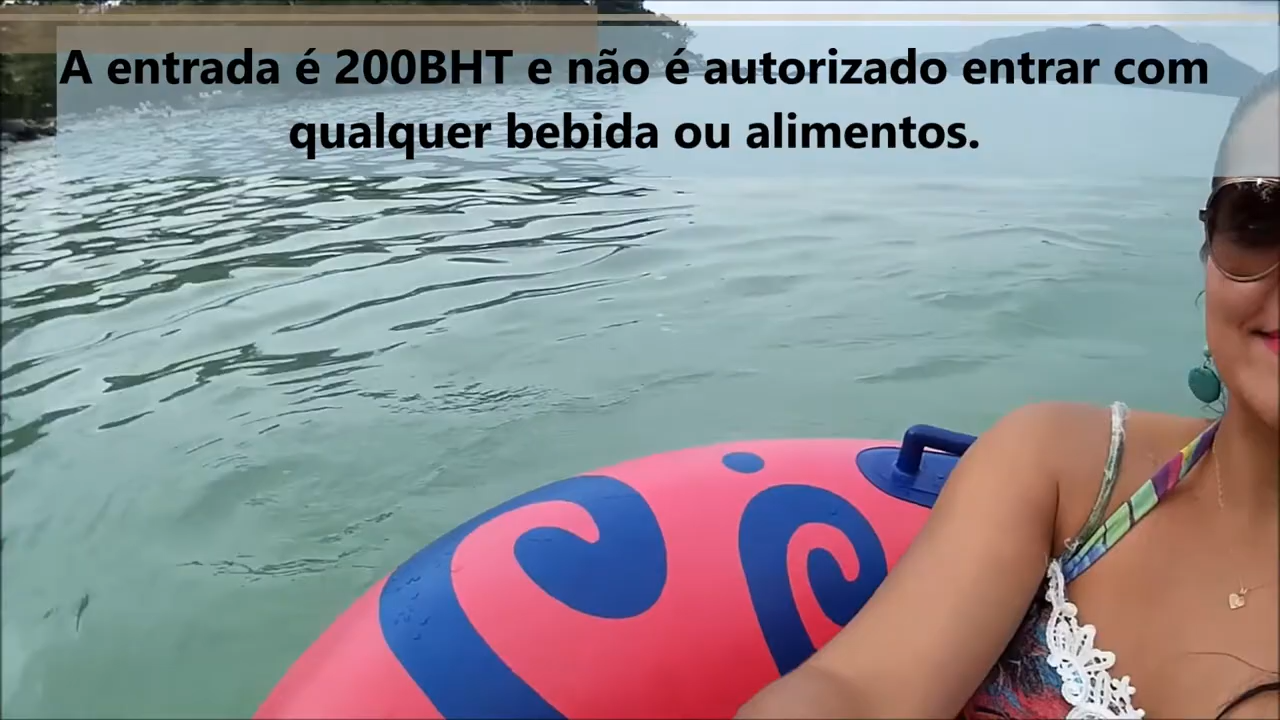 A entrada é 200BHT e não é autorizado entrar com
qualquer bebida ou alimentos.